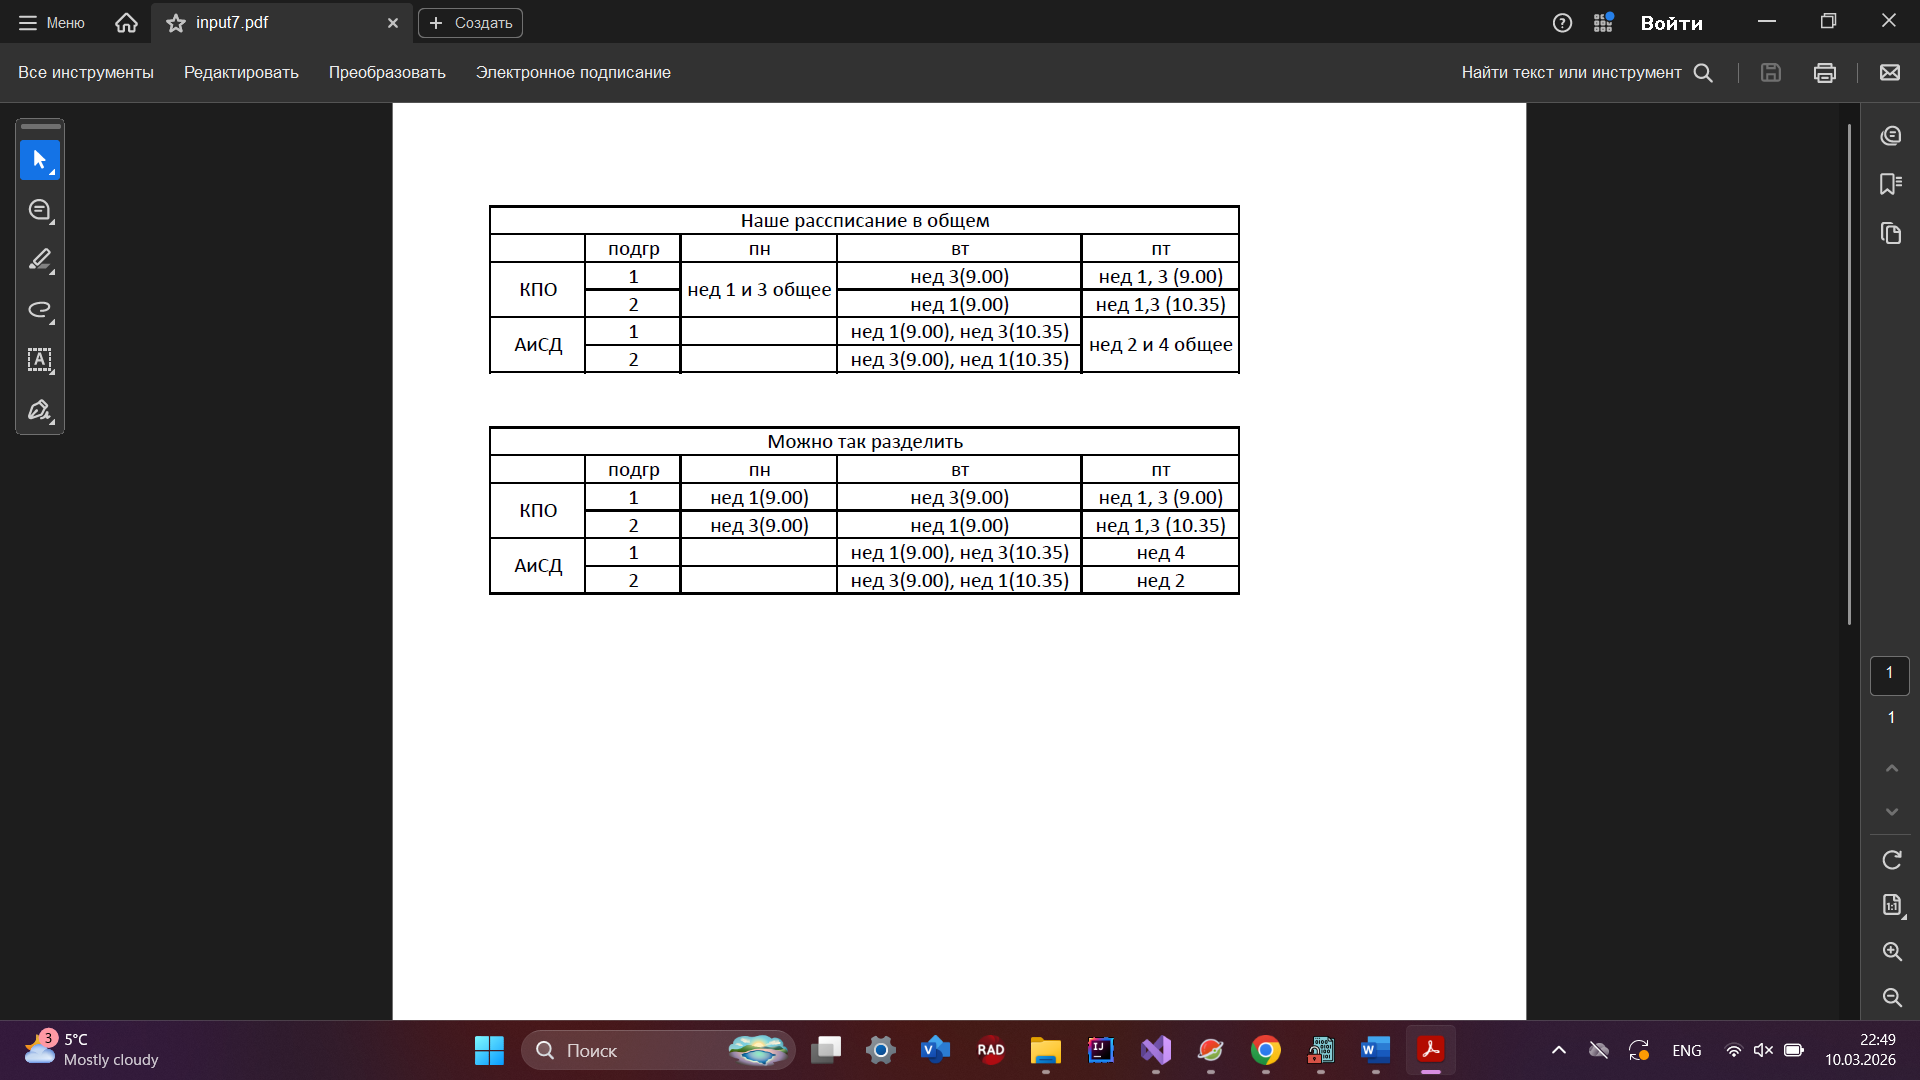 Меню
input7.pdf
Создать
Войти
Все инструменты
Редактировать
Преобразовать
Электронное подписание
Найти текст или инструмент
Наше рассписание в общем
подгр пн вт пт
КПО 1 нед 1 и 3 общее нед 3(9.00) нед 1, 3 (9.00)
2 нед 1(9.00) нед 1,3 (10.35)
АиСД 1 нед 1(9.00), нед 3(10.35) нед 2 и 4 общее
2 нед 3(9.00), нед 1(10.35)
Можно так разделить
подгр пн вт пт
КПО 1 нед 1(9.00) нед 3(9.00) нед 1, 3 (9.00)
2 нед 3(9.00) нед 1(9.00) нед 1,3 (10.35)
АиСД 1 нед 1(9.00), нед 3(10.35) нед 4
2 нед 3(9.00), нед 1(10.35) нед 2
1
1
1:1
3
5°C
Mostly cloudy
Поиск
V
RAD
IJ
W
ENG
22:49
10.03.2026